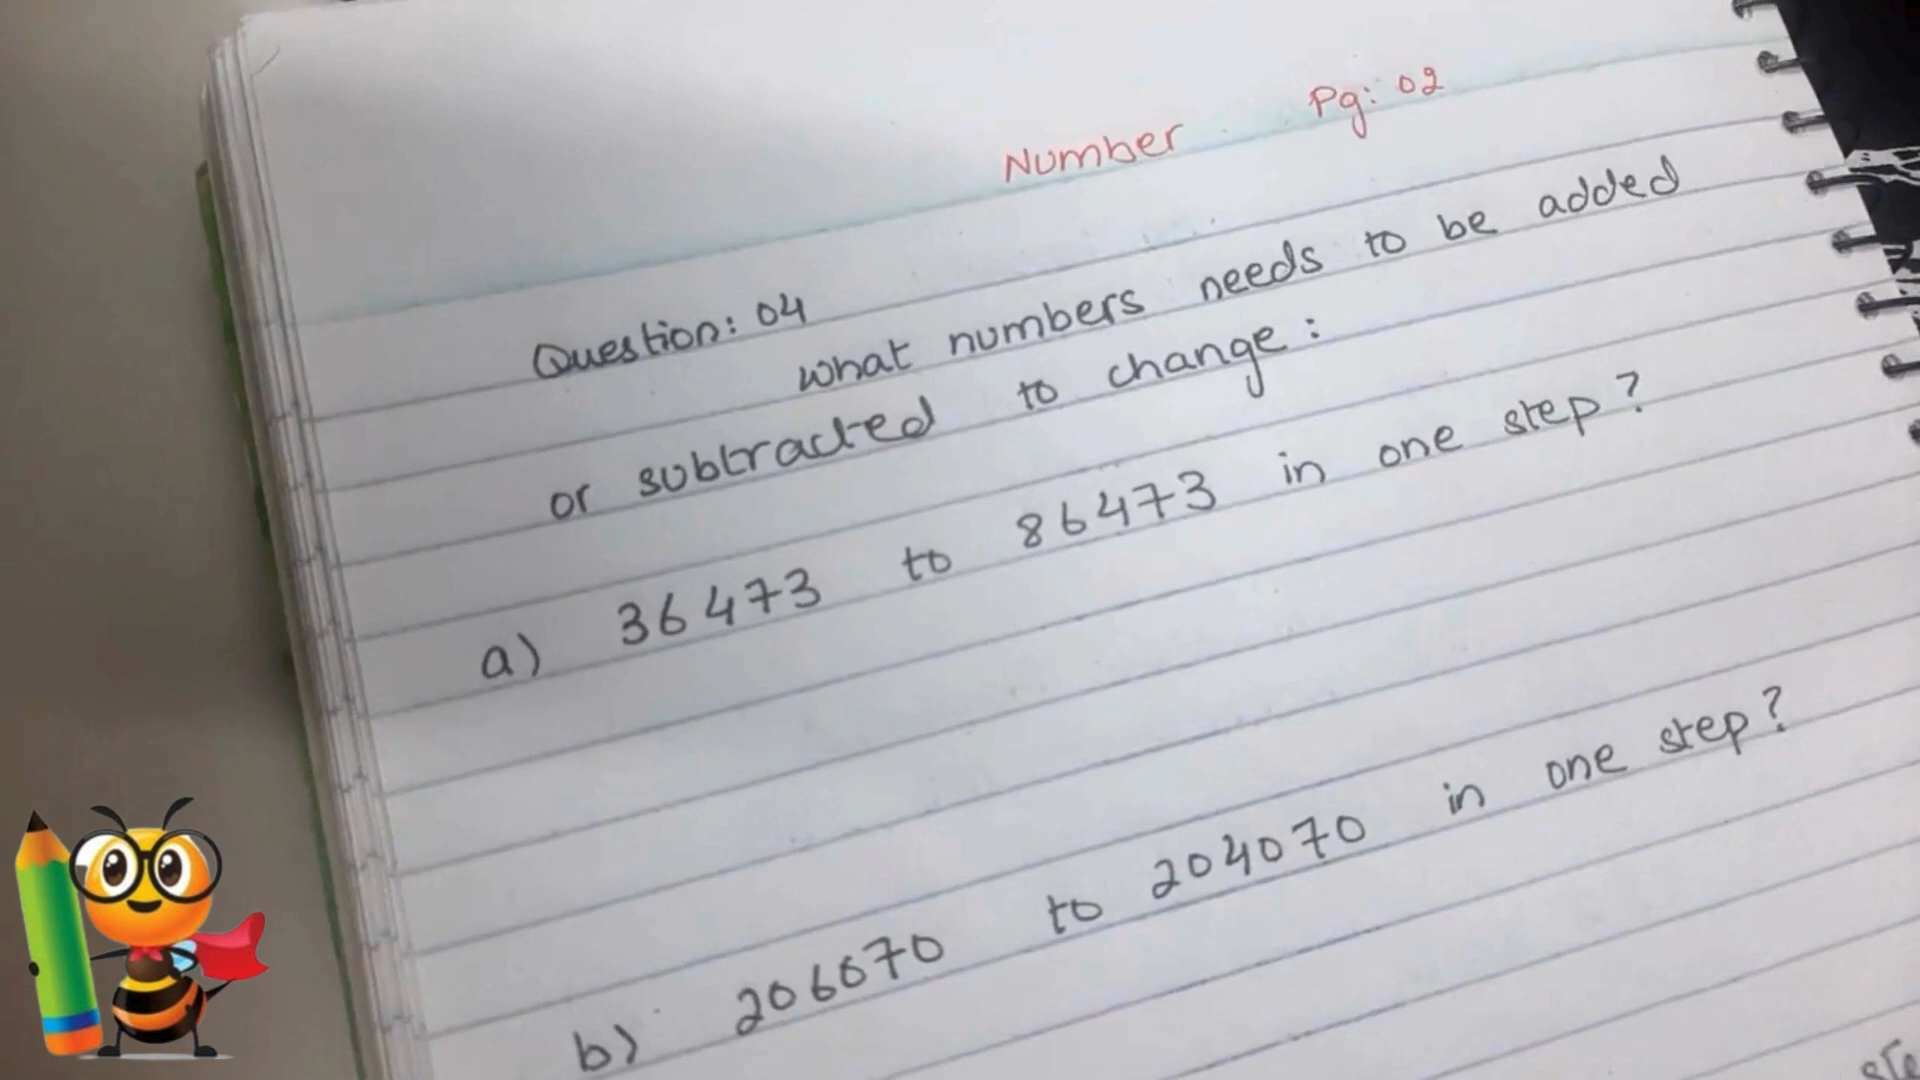 Number Pg: 02
Question: 04
What numbers needs to be added
or subtracted to change:
a) 36473 to 86473 in one step?
b) 206070 to 204070 in one step?